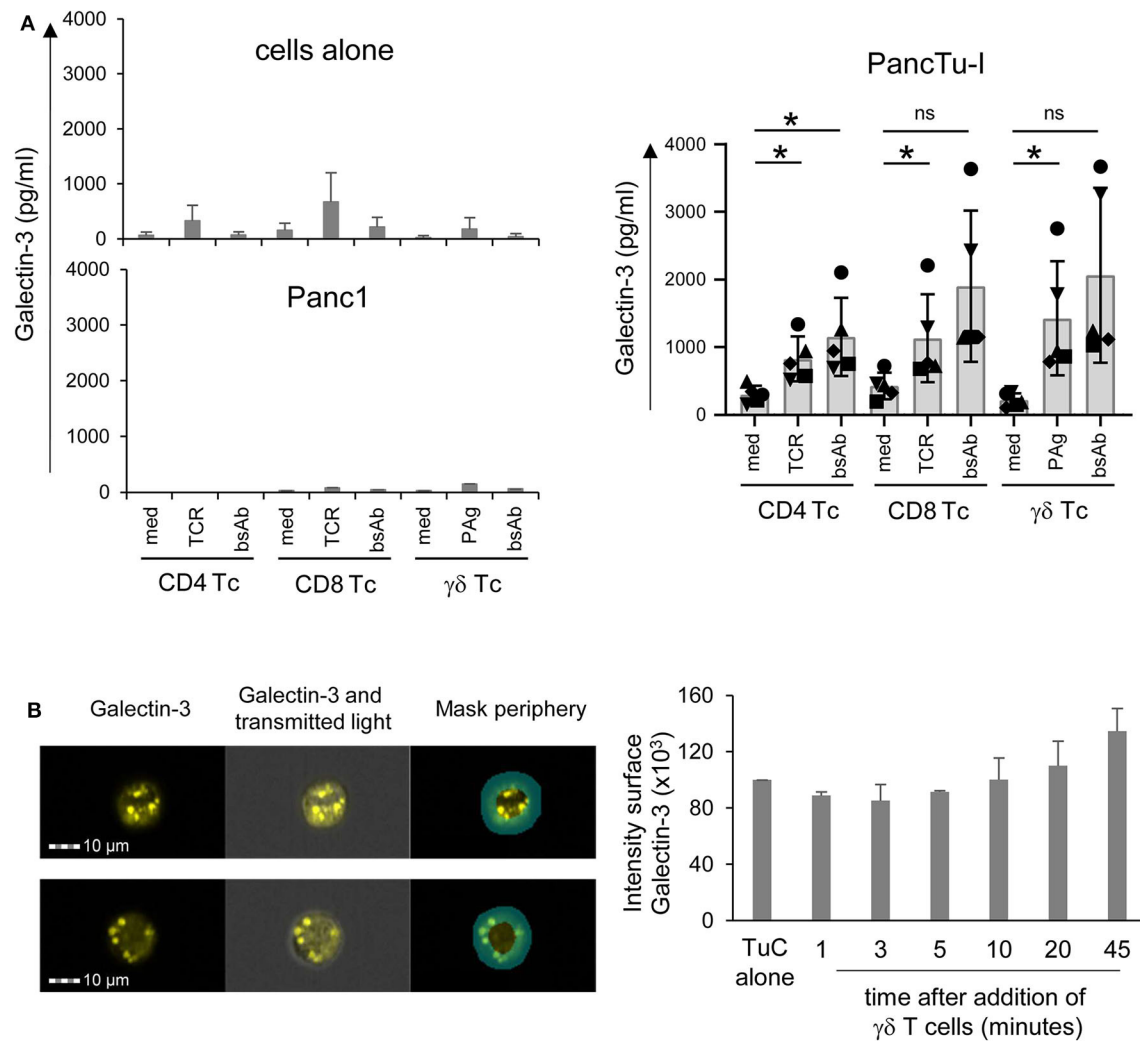 A
Galectin-3 (pg/ml)
cells alone
4000
3000
2000
1000
0
Panc1
4000
3000
2000
1000
0
med TCR bsAb med TCR bsAb med PAg bsAb
CD4 Tc CD8 Tc γδ Tc
PancTu-I
Galectin-3 (pg/ml)
* ns ns
* * *
4000
3000
2000
1000
0
med TCR bsAb med TCR bsAb med PAg bsAb
CD4 Tc CD8 Tc γδ Tc
B
Galectin-3
Galectin-3 and
transmitted light
Mask periphery
10 µm
10 µm
Intensity surface
Galectin-3 (x10³)
160
120
80
40
0
TuC
alone
1 3 5 10 20 45
time after addition of
γδ T cells (minutes)